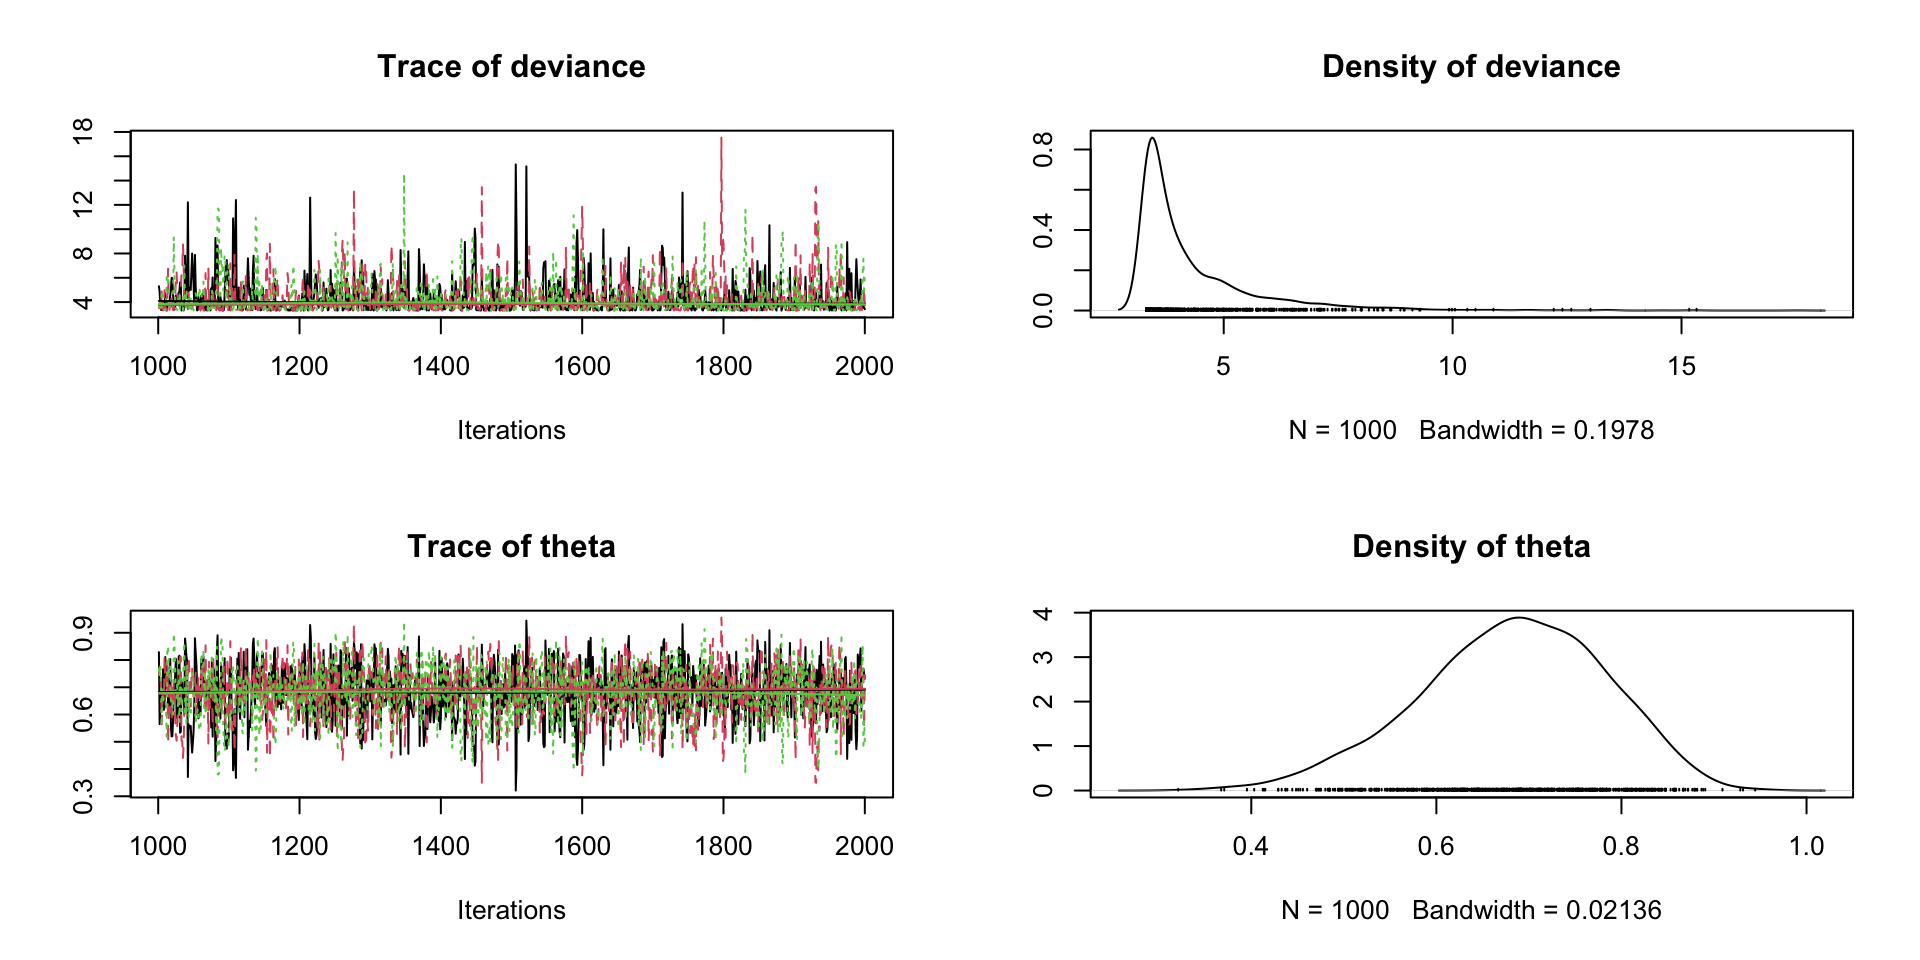 Trace of deviance
18
12
8
4
1000 1200 1400 1600 1800 2000
Iterations
Density of deviance
0.8
0.4
0.0
5 10 15
N = 1000 Bandwidth = 0.1978
Trace of theta
0.9
0.6
0.3
1000 1200 1400 1600 1800 2000
Iterations
Density of theta
4
3
2
1
0
0.4 0.6 0.8 1.0
N = 1000 Bandwidth = 0.02136